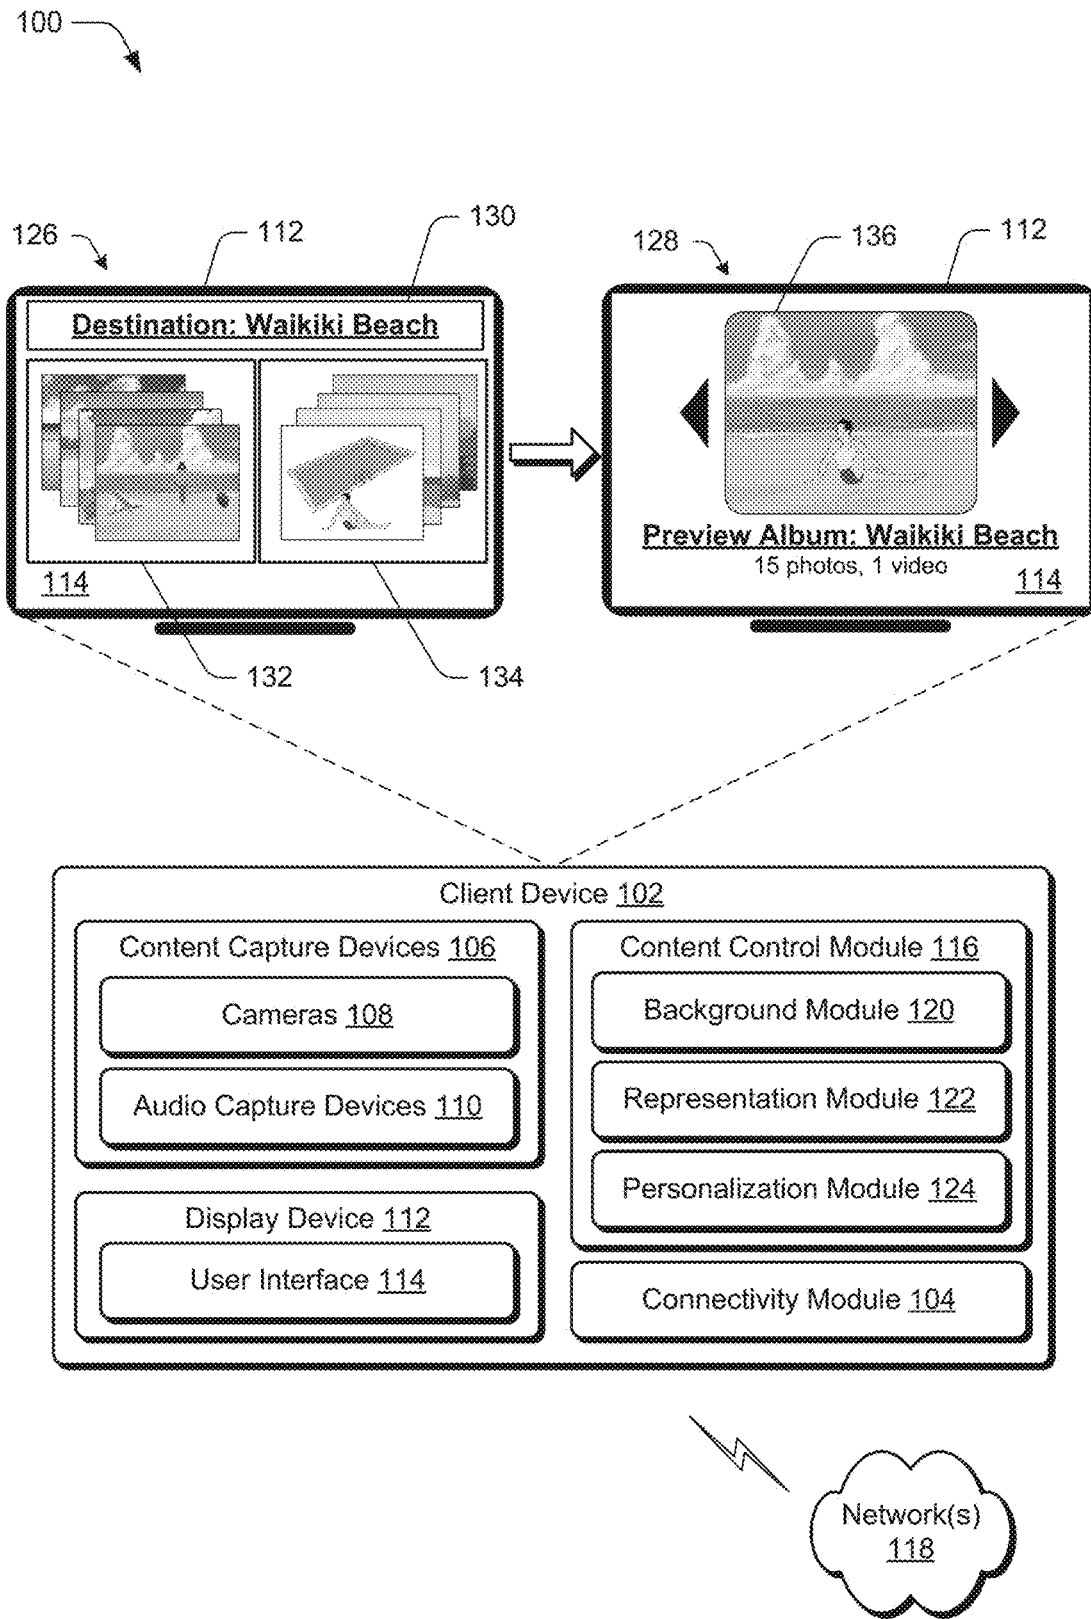 100
126
112
130
128
136
112
Destination: Waikiki Beach
114
Preview Album: Waikiki Beach
15 photos, 1 video
114
132
134
Client Device 102
Content Capture Devices 106
Cameras 108
Audio Capture Devices 110
Display Device 112
User Interface 114
Content Control Module 116
Background Module 120
Representation Module 122
Personalization Module 124
Connectivity Module 104
Network(s)
118